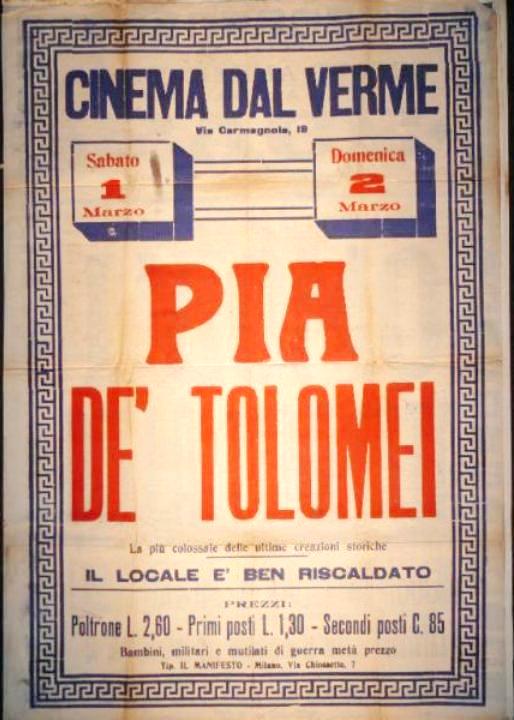 CINEMA DAL VERME
Via Carmagnola, 18
Sabato
1
Marzo
Domenica
2
Marzo
PIA
DE' TOLOMEI
La più colossale delle ultime creazioni storiche
IL LOCALE E' BEN RISCALDATO
PREZZI:
Poltrone L. 2,60 - Primi posti L. 1,30 - Secondi posti C. 85
Bambini, militari e mutilati di guerra metà prezzo
Tip. IL MANIFESTO - Milano, Via Chiossetto, 7